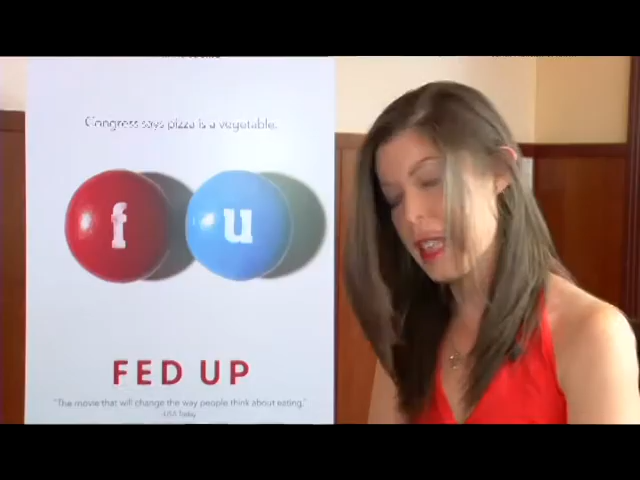 Congress says pizza is a vegetable.
f u
FED UP
"The movie that will change the way people think about eating."
-USA Today